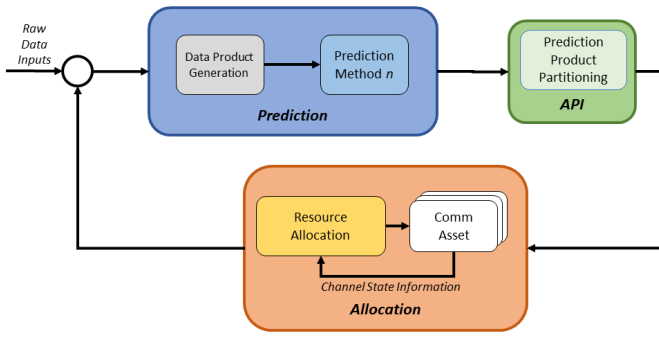 Raw
Data
Inputs
Data Product
Generation
Prediction
Method n
Prediction
Prediction
Product
Partitioning
API
Resource
Allocation
Comm
Asset
Channel State Information
Allocation